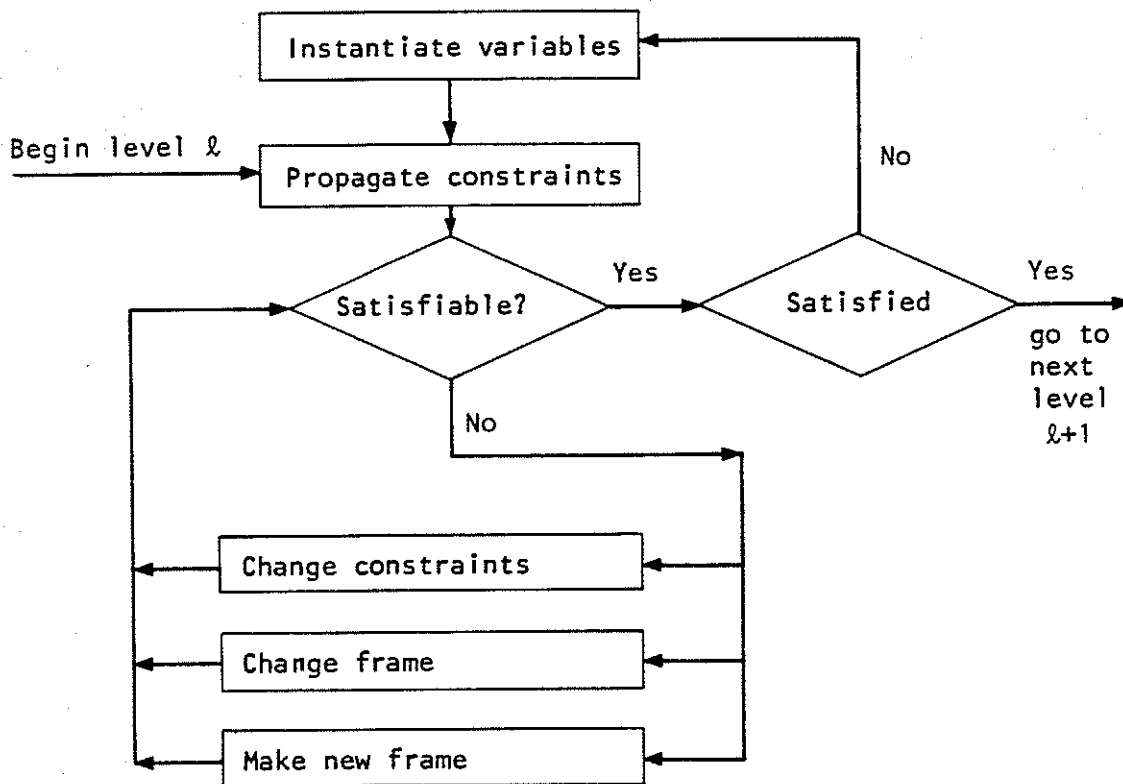 Instantiate variables
Begin level ℓ
No
Propagate constraints
Yes
Yes
Satisfiable?
Satisfied
go to
next
level
ℓ+1
No
Change constraints
Change frame
Make new frame